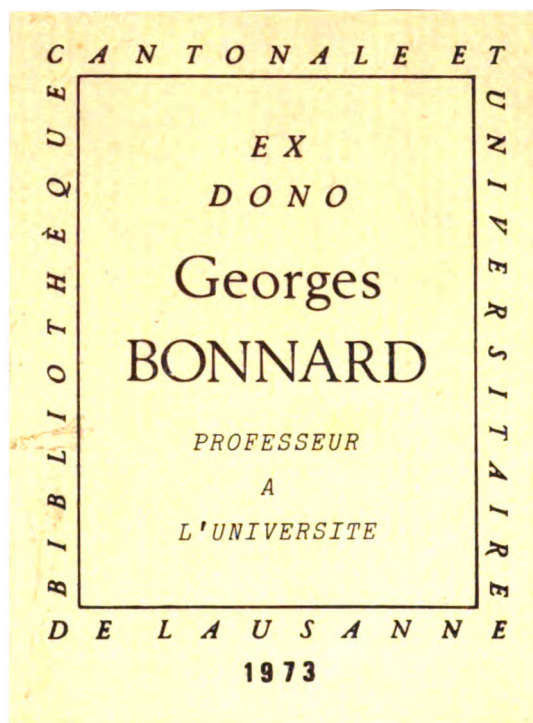 BIBLIOTHÈQUE
CANTONALE ET
UNIVERSITAIRE
DE LAUSANNE
EX
DONO
Georges
BONNARD
PROFESSEUR
A
L'UNIVERSITE
1973